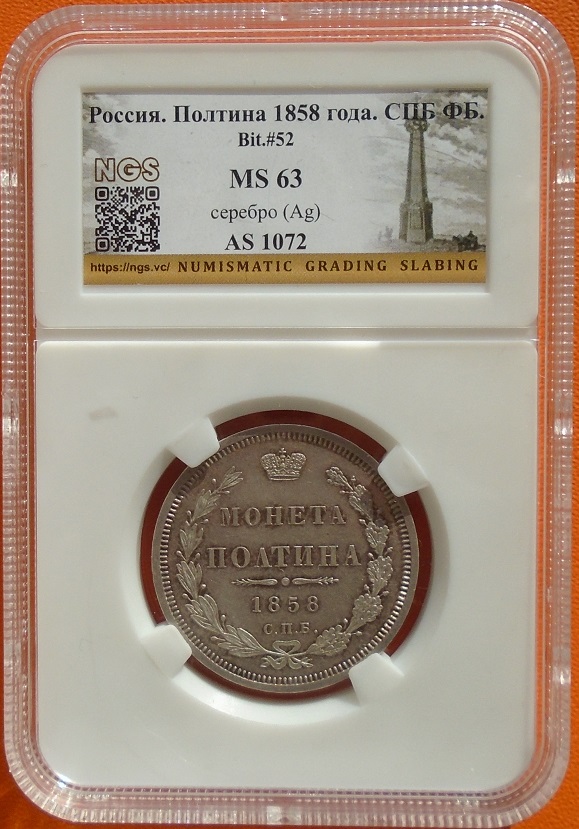 Россия. Полтина 1858 года. СПБ ФБ.
Bit.#52
NGS
MS 63
серебро (Ag)
AS 1072
https://ngs.vc/ NUMISMATIC GRADING SLABING
МОНЕТА
ПОЛТИНА
1858
С.П.Б.